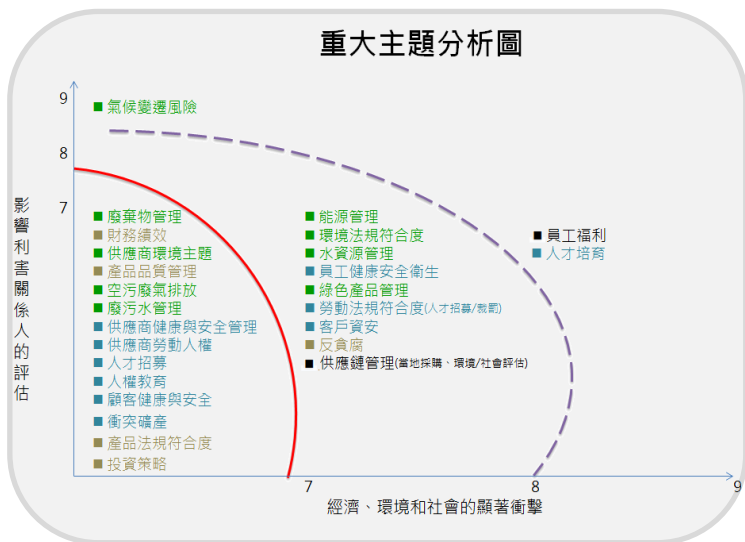 重大主題分析圖
9
■ 氣候變遷風險
8
7
影響利害關係人的評估
■ 廢棄物管理
■ 財務績效
■ 供應商環境主題
■ 產品品質管理
■ 空污廢氣排放
■ 廢污水管理
■ 供應商健康與安全管理
■ 供應商勞動人權
■ 人才招募
■ 人權教育
■ 顧客健康與安全
■ 衝突礦產
■ 產品法規符合度
■ 投資策略
■ 能源管理
■ 環境法規符合度
■ 水資源管理
■ 員工健康安全衛生
■ 綠色產品管理
■ 勞動法規符合度(人才招募/裁罰)
■ 客戶資安
■ 反貪腐
■ 供應鏈管理(當地採購、環境/社會評估)
■ 員工福利
■ 人才培育
7
8
9
經濟、環境和社會的顯著衝擊